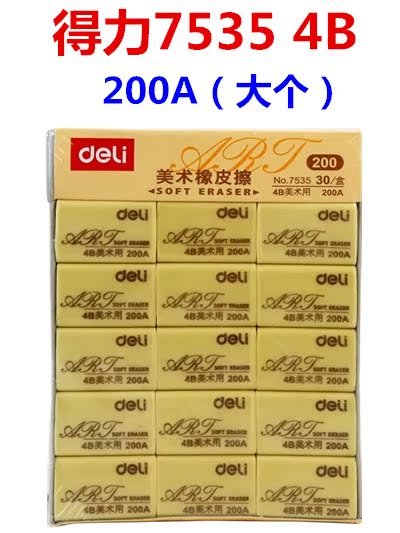 得力7535 4B
200A（大个）
deli
ART
200
美术橡皮擦
No.7535 30/盒
SOFT ERASER
4B美术用 200A
deli deli deli
ART SOFT ERASER ART SOFT ERASER ART SOFT ERASER
4B美术用 200A 4B美术用 200A 4B美术用 200A
deli deli deli
ART SOFT ERASER ART SOFT ERASER ART SOFT ERASER
4B美术用 200A 4B美术用 200A 4B美术用 200A
deli deli deli
ART SOFT ERASER ART SOFT ERASER ART SOFT ERASER
4B美术用 200A 4B美术用 200A 4B美术用 200A
deli deli deli
ART SOFT ERASER ART SOFT ERASER ART SOFT ERASER
4B美术用 200A 4B美术用 200A 4B美术用 200A
deli deli deli
ART SOFT ERASER ART SOFT ERASER ART SOFT ERASER
4B美术用 200A 4B美术用 200A 4B美术用 200A